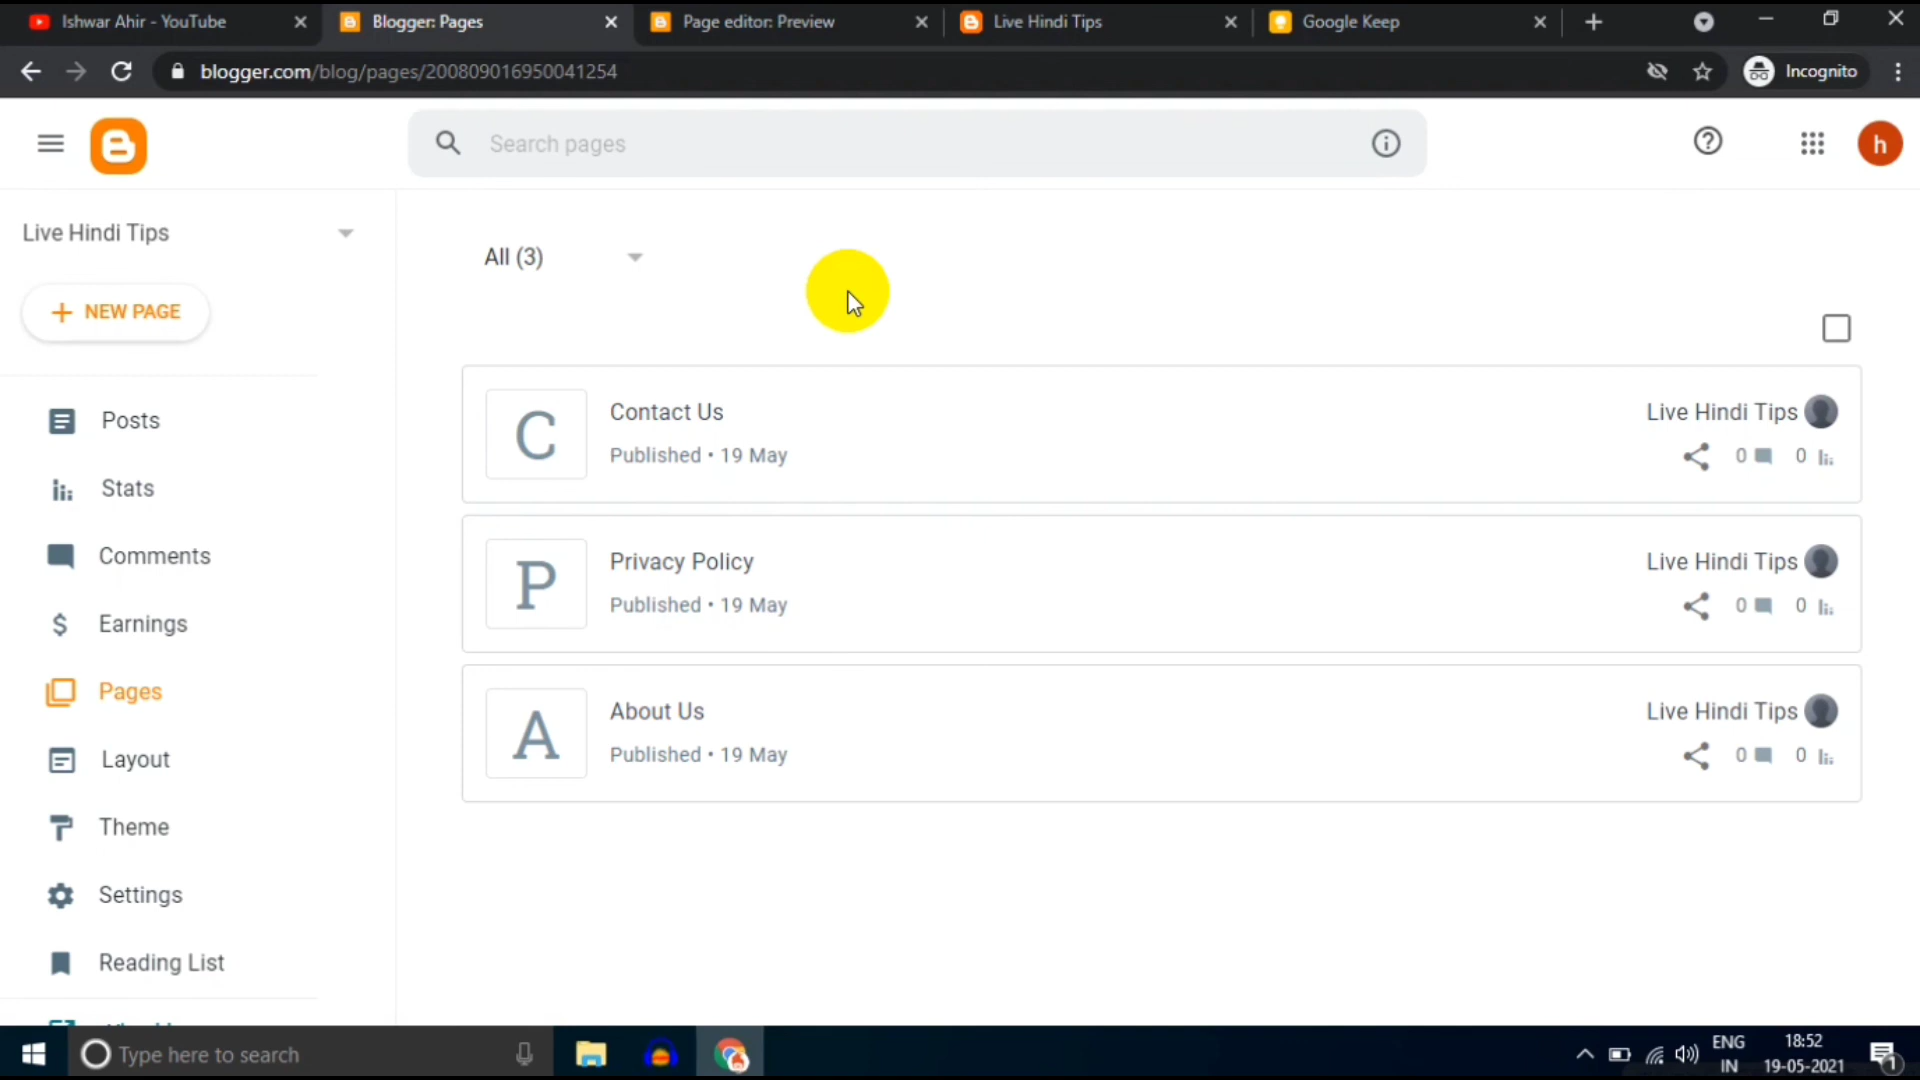 Ishwar Ahir - YouTube
Blogger: Pages
Page editor: Preview
Live Hindi Tips
Google Keep
blogger.com/blog/pages/200809016950041254
Incognito
Search pages
h
Live Hindi Tips
NEW PAGE
All (3)
Posts
Stats
Comments
Earnings
Pages
Layout
Theme
Settings
Reading List
C
Contact Us
Published • 19 May
Live Hindi Tips
0 0
P
Privacy Policy
Published • 19 May
Live Hindi Tips
0 0
A
About Us
Published • 19 May
Live Hindi Tips
0 0
Type here to search
ENG
IN
18:52
19-05-2021
1